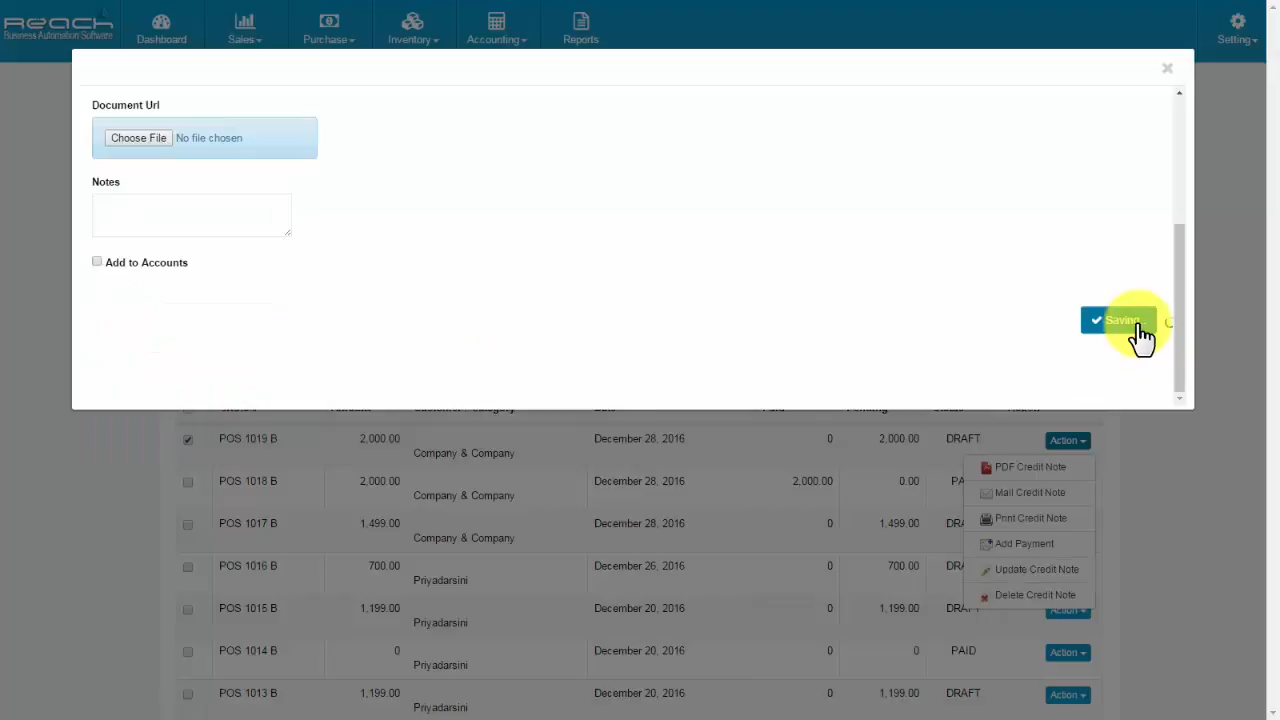 Reach
Business Automation Software
Dashboard
Sales
Purchase
Inventory
Accounting
Reports
Setting
Document Url
Choose File No file chosen
Notes
Add to Accounts
Saving
POS 1019 B 2,000.00 Company & Company December 28, 2016 0 2,000.00 DRAFT Action
PDF Credit Note
POS 1018 B 2,000.00 Company & Company December 28, 2016 2,000.00 0.00
Mail Credit Note
Print Credit Note
POS 1017 B 1,499.00 Company & Company December 28, 2016 0 1,499.00
Add Payment
POS 1016 B 700.00 Priyadarsini December 26, 2016 0 700.00
Update Credit Note
Delete Credit Note
POS 1015 B 1,199.00 Priyadarsini December 20, 2016 0 1,199.00 Action
POS 1014 B 0 Priyadarsini December 20, 2016 0 0 PAID Action
POS 1013 B 1,199.00 Priyadarsini December 20, 2016 0 1,199.00 DRAFT Action